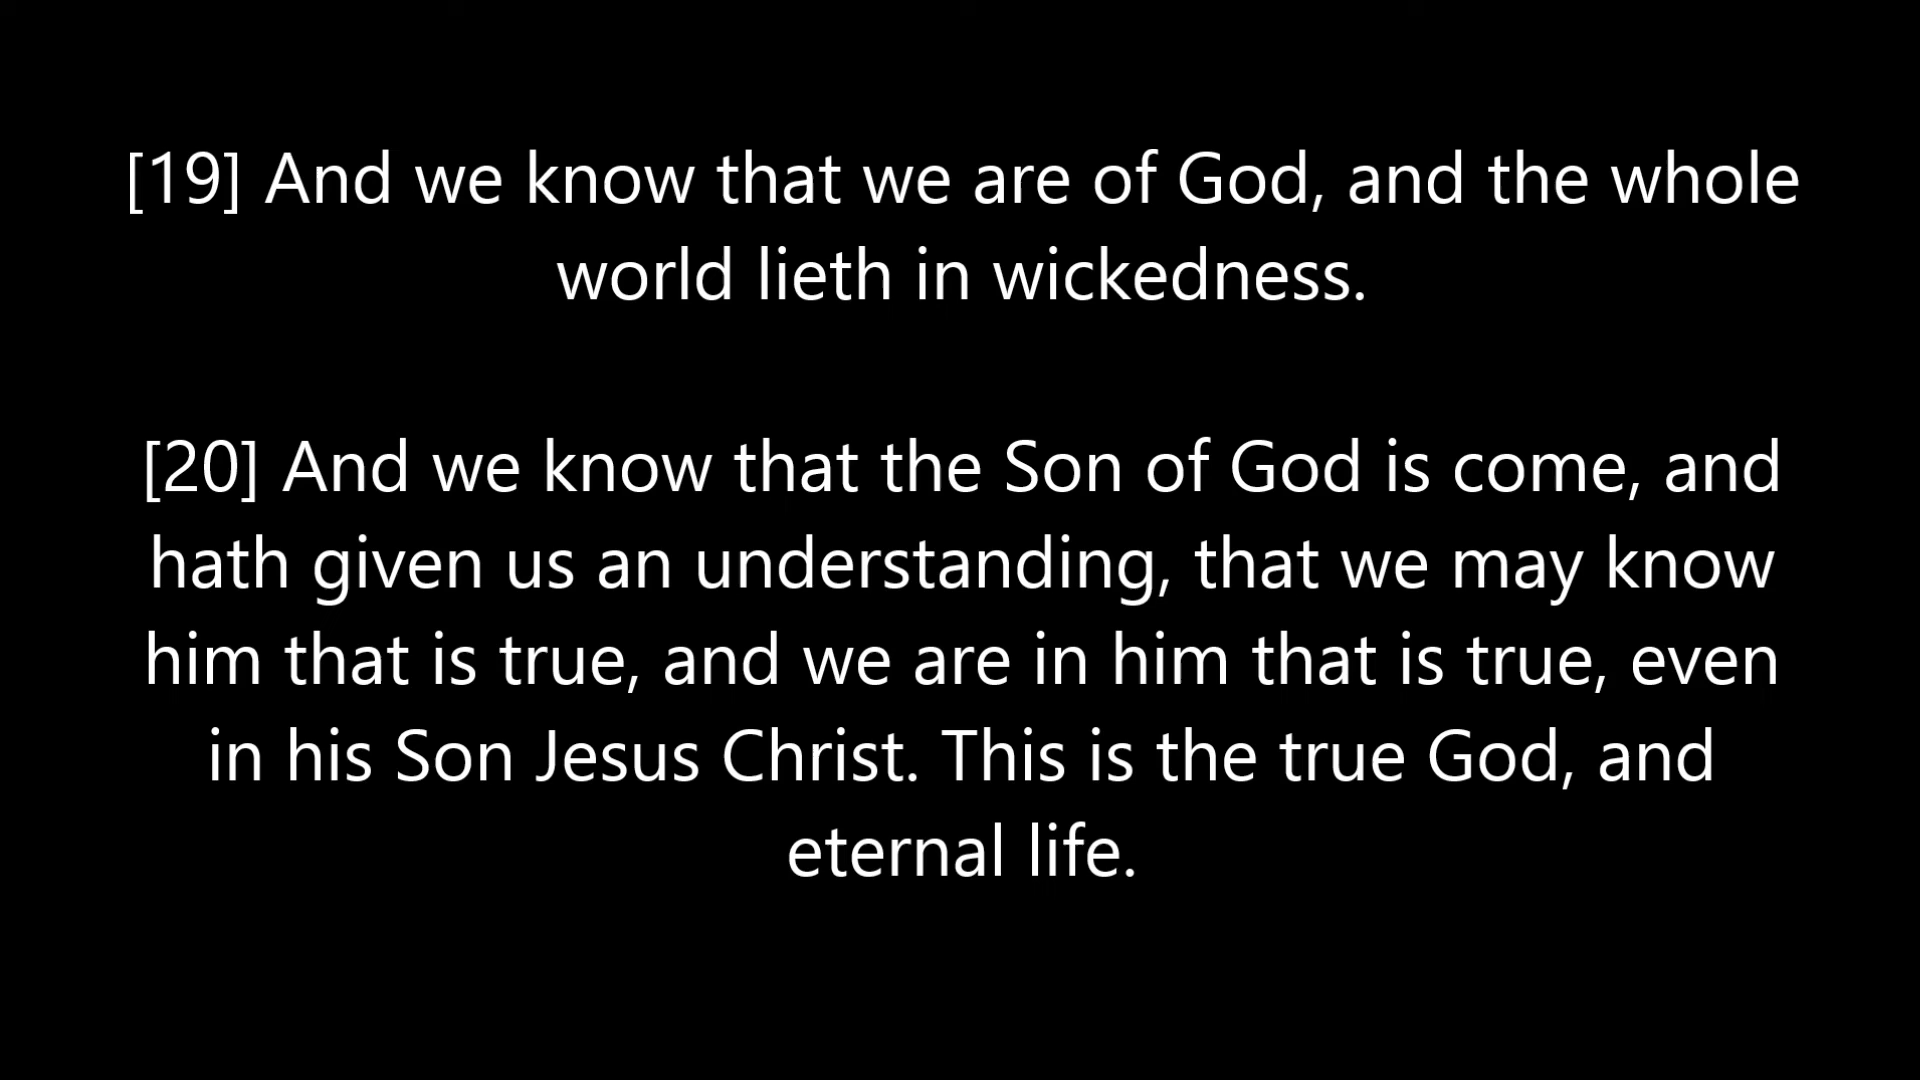 [19] And we know that we are of God, and the whole
world lieth in wickedness.
[20] And we know that the Son of God is come, and
hath given us an understanding, that we may know
him that is true, and we are in him that is true, even
in his Son Jesus Christ. This is the true God, and
eternal life.